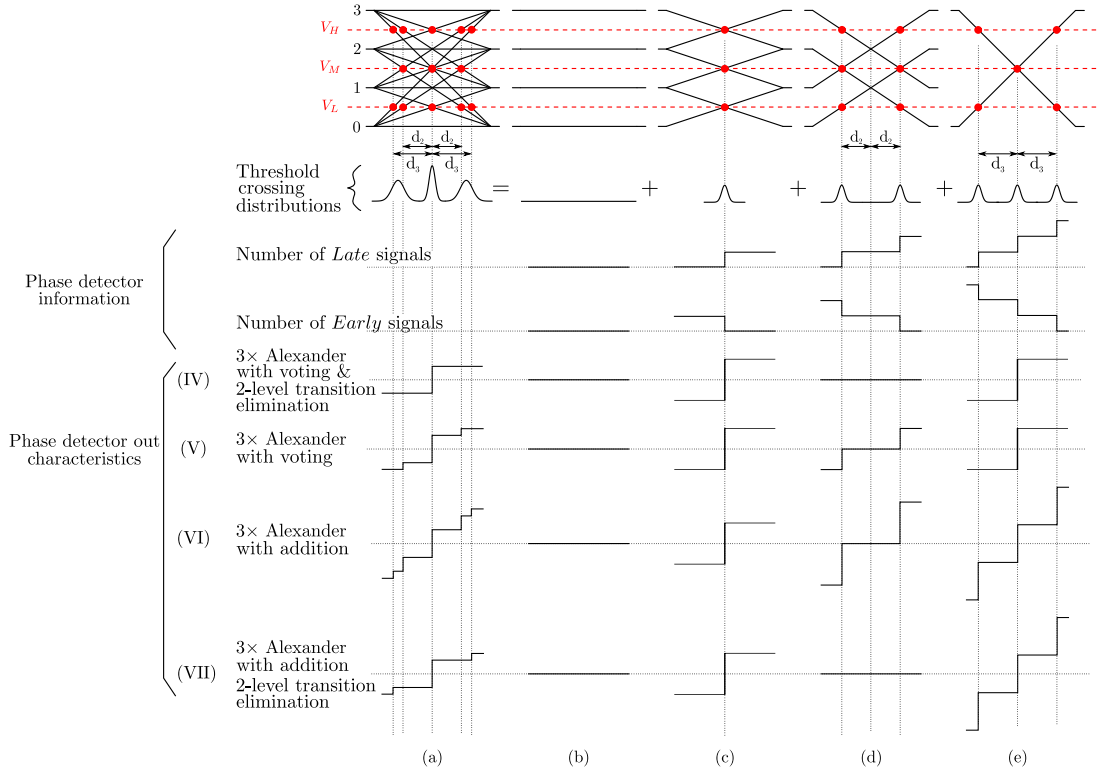 3
V_H
2
V_M
1
V_L
0
d_2 d_2
d_3 d_3
d_2 d_2
d_3 d_3
Threshold
crossing
distributions
= + + +
Number of Late signals
Phase detector
information
Number of Early signals
(IV)
3× Alexander
with voting &
2-level transition
elimination
Phase detector out
characteristics
(V)
3× Alexander
with voting
(VI)
3× Alexander
with addition
(VII)
3× Alexander
with addition
2-level transition
elimination
(a) (b) (c) (d) (e)